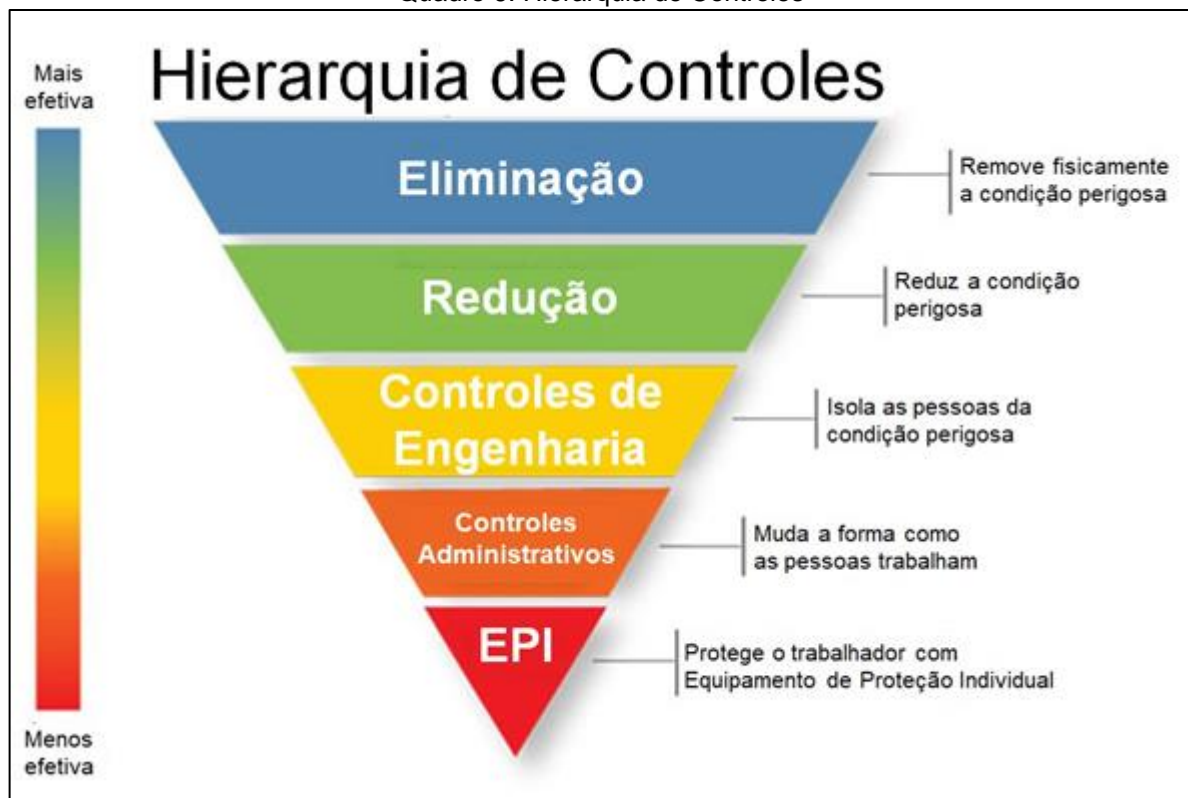 Hierarquia de Controles
Mais
efetiva
Eliminação
Remove fisicamente
a condição perigosa
Redução
Reduz a condição
perigosa
Controles de
Engenharia
Isola as pessoas da
condição perigosa
Controles
Administrativos
Muda a forma como
as pessoas trabalham
EPI
Protege o trabalhador com
Equipamento de Proteção Individual
Menos
efetiva